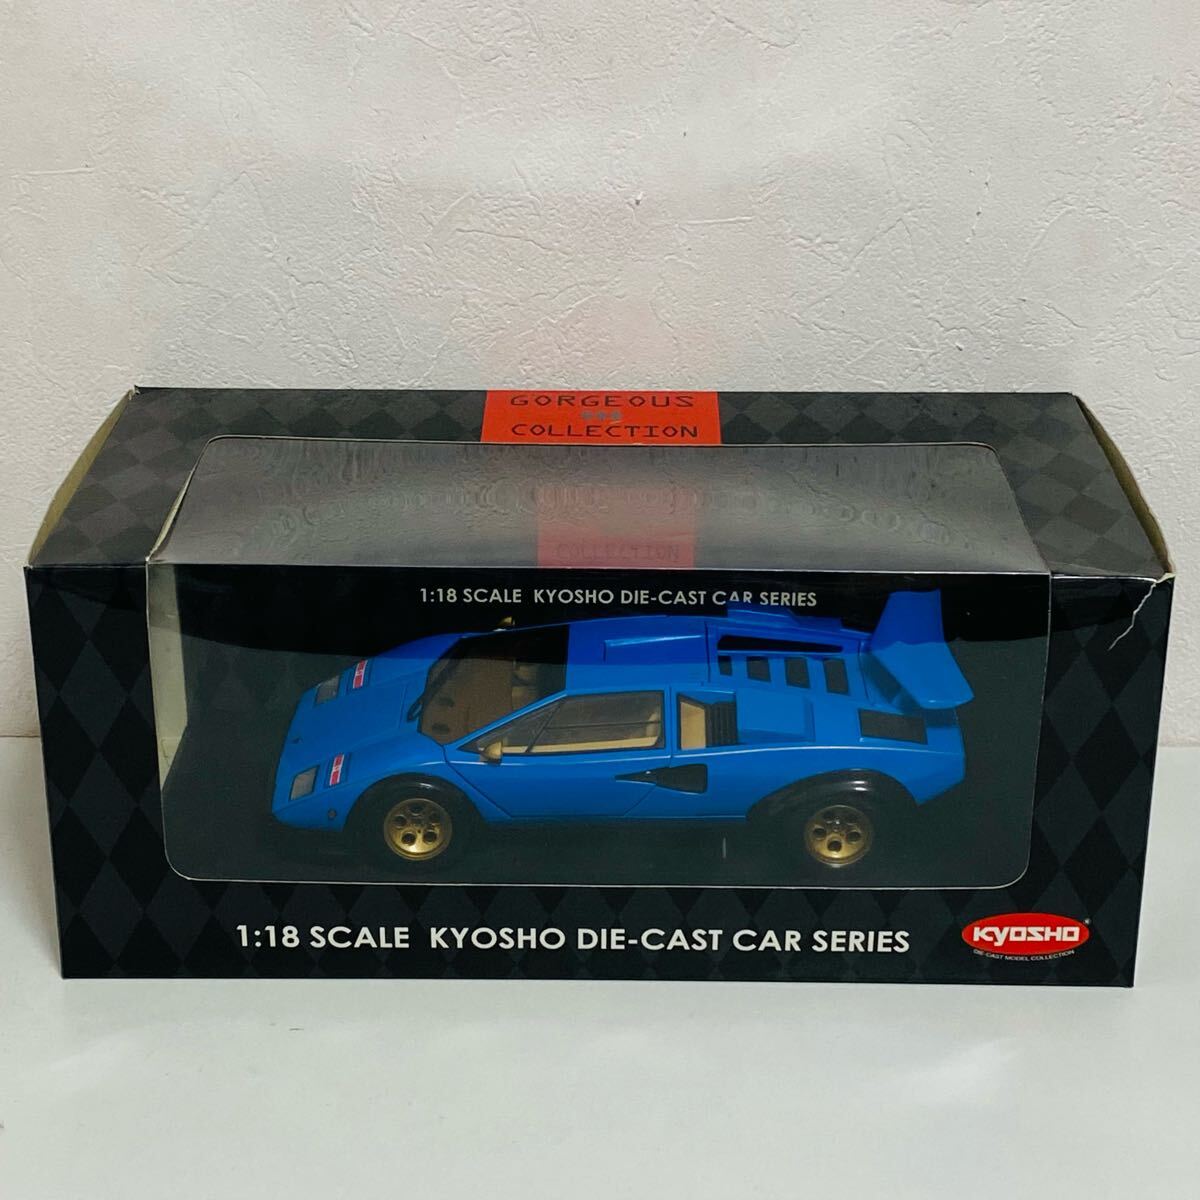 GORGEOUS
COLLECTION
COLLECTION
1:18 SCALE KYOSHO DIE-CAST CAR SERIES
1:18 SCALE KYOSHO DIE-CAST CAR SERIES
KYOSHO
DIE-CAST MODEL COLLECTION